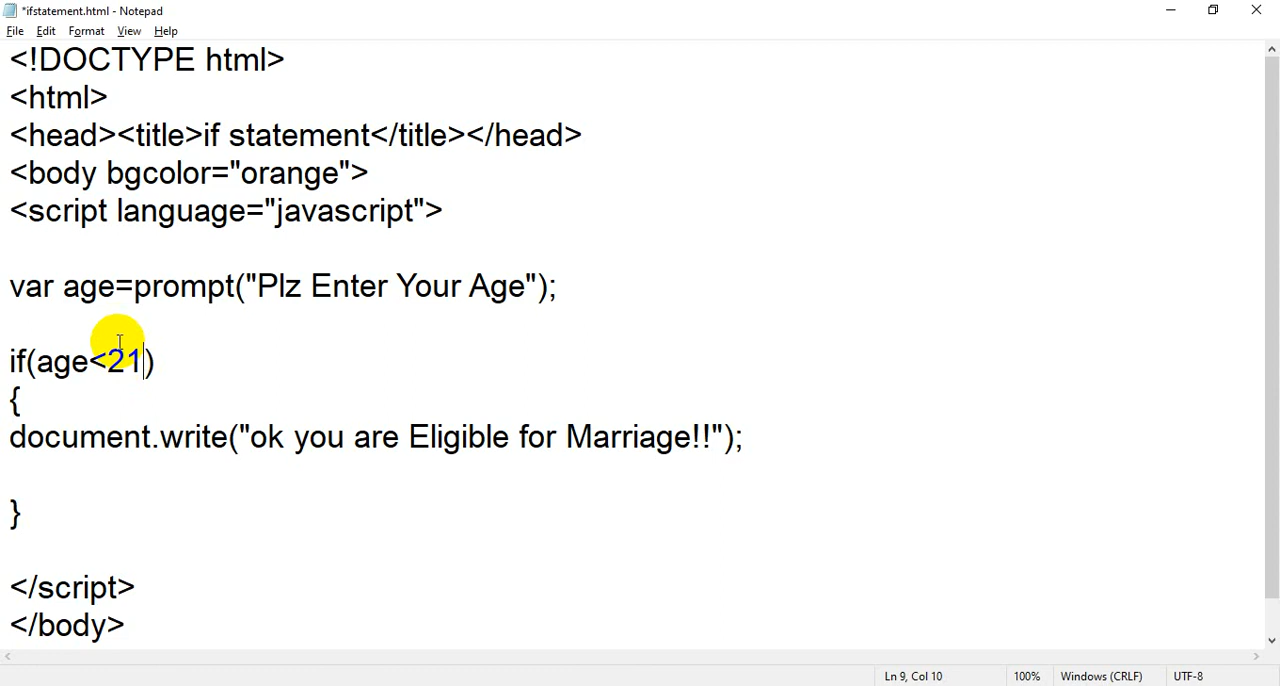 *ifstatement.html - Notepad
File Edit Format View Help
<!DOCTYPE html>
<html>
<head><title>if statement</title></head>
<body bgcolor="orange">
<script language="javascript">
var age=prompt("Plz Enter Your Age");
if(age<21)
{
document.write("ok you are Eligible for Marriage!!");
}
</script>
</body>
Ln 9, Col 10 100% Windows (CRLF) UTF-8